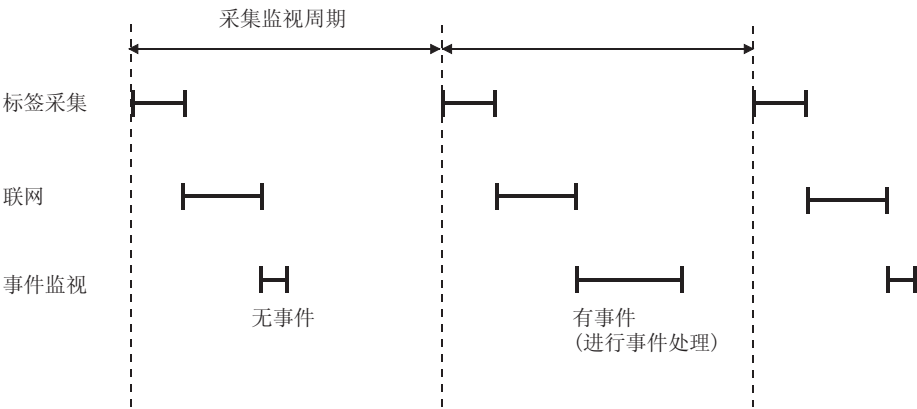 采集监视周期
标签采集
联网
事件监视
无事件
有事件
(进行事件处理)